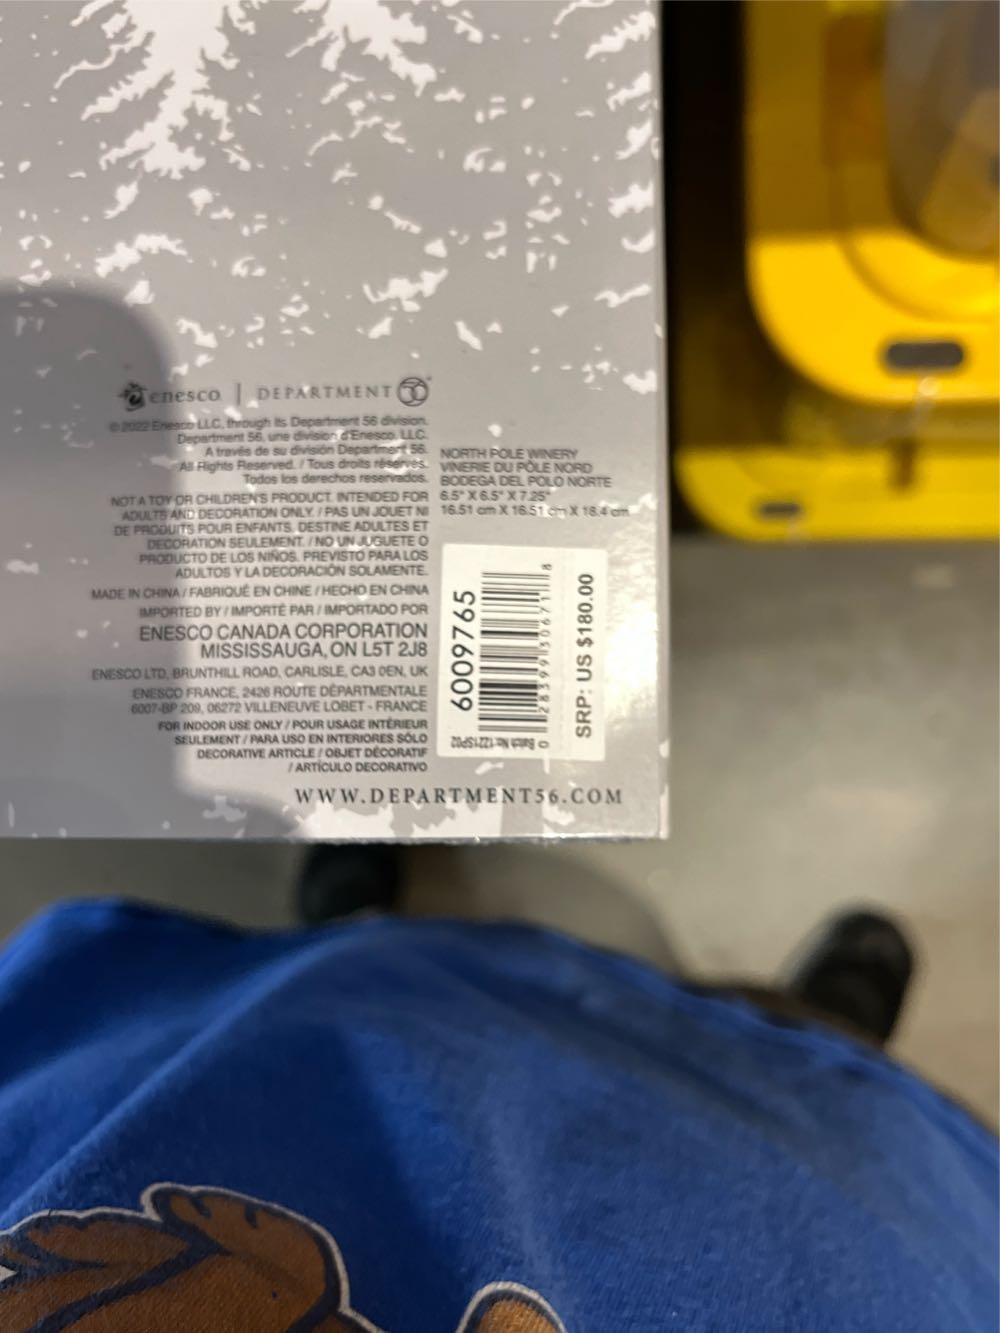 enesco | DEPARTMENT 56
© 2022 Enesco LLC, through its Department 56 division.
Department 56, une division d'Enesco, LLC.
A través de su división Department 56.
All Rights Reserved. / Tous droits réservés.
Todos los derechos reservados.
NOT A TOY OR CHILDREN'S PRODUCT. INTENDED FOR
ADULTS AND DECORATION ONLY. / PAS UN JOUET NI
DE PRODUITS POUR ENFANTS. DESTINE ADULTES ET
DECORATION SEULEMENT. / NO UN JUGUETE O
PRODUCTO DE LOS NIÑOS. PREVISTO PARA LOS
ADULTOS Y LA DECORACIÓN SOLAMENTE.
MADE IN CHINA / FABRIQUÉ EN CHINE / HECHO EN CHINA
IMPORTED BY / IMPORTÉ PAR / IMPORTADO POR
ENESCO CANADA CORPORATION
MISSISSAUGA, ON L5T 2J8
ENESCO LTD, BRUNTHILL ROAD, CARLISLE, CA3 0EN, UK
ENESCO FRANCE, 2426 ROUTE DÉPARTMENTALE
6007-BP 209, 06272 VILLENEUVE LOBET - FRANCE
FOR INDOOR USE ONLY / POUR USAGE INTÉRIEUR
SEULEMENT / PARA USO EN INTERIORES SÓLO
DECORATIVE ARTICLE / OBJET DÉCORATIF
/ ARTÍCULO DECORATIVO
NORTH POLE WINERY
VINERIE DU PÔLE NORD
BODEGA DEL POLO NORTE
6.5" X 6.5" X 7.25"
16.51 cm X 16.51 cm X 18.4 cm
6009765
0 28399 30671 8
SRP: US $180.00
Batch No:1221SP02
WWW.DEPARTMENT56.COM